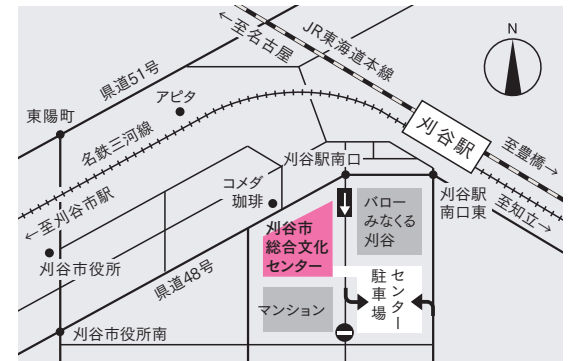 ←至名古屋
JR東海道本線
N
県道51号
アピタ
東陽町
名鉄三河線
刈谷駅
至豊橋→
刈谷駅南口
←至刈谷市駅
コメダ
珈琲
バロー
みなくる
刈谷
刈谷駅
南口東
至知立→
刈谷市
総合文化
センター
刈谷市役所
県道48号
センター
駐車場
マンション
刈谷市役所南